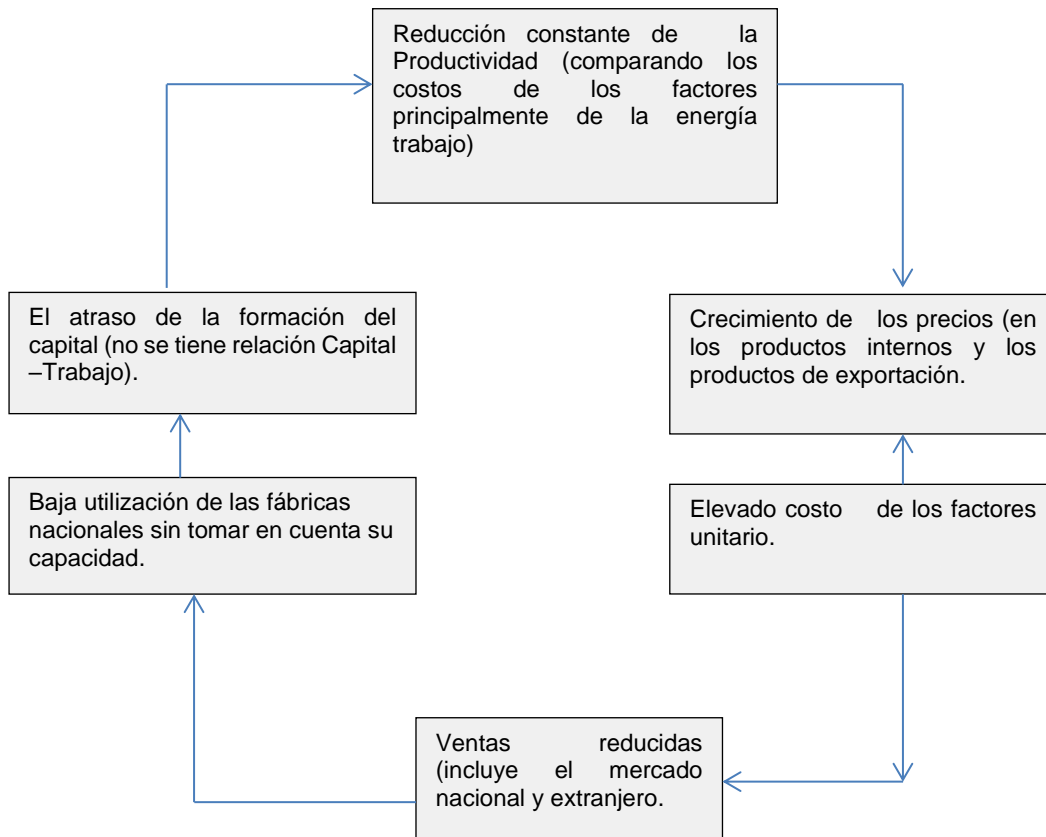 Reducción constante de la
Productividad (comparando los
costos de los factores
principalmente de la energía
trabajo)
El atraso de la formación del
capital (no se tiene relación Capital
–Trabajo).
Crecimiento de los precios (en
los productos internos y los
productos de exportación.
Baja utilización de las fábricas
nacionales sin tomar en cuenta su
capacidad.
Elevado costo de los factores
unitario.
Ventas reducidas
(incluye el mercado
nacional y extranjero.